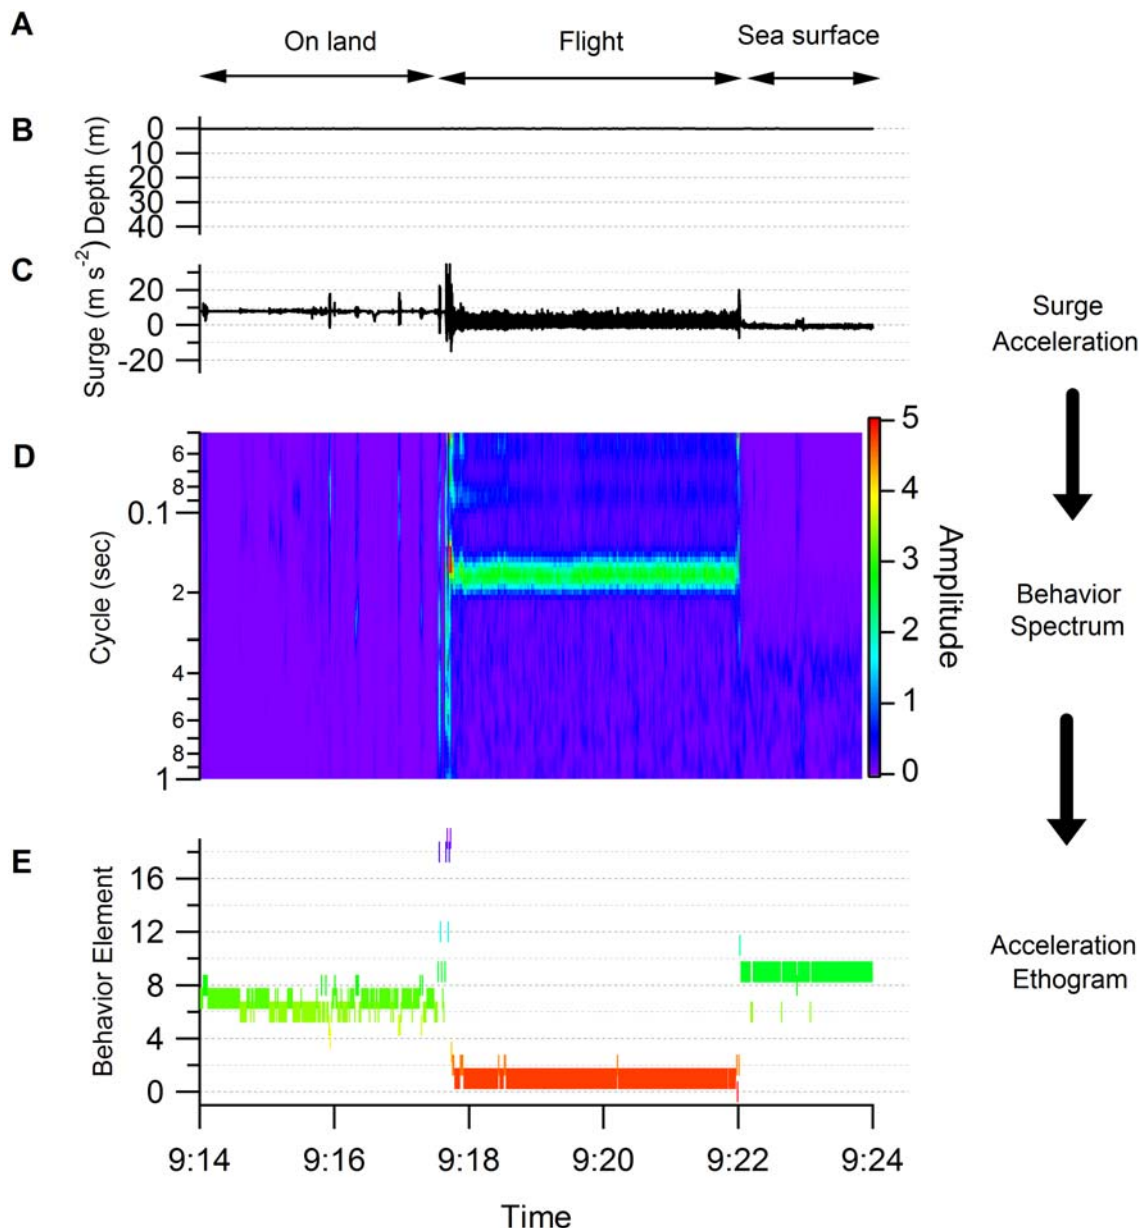 A
On land
Flight
Sea surface
B
Depth (m)
0
10
20
30
40
C
Surge (m s-2)
20
0
-20
Surge
Acceleration
D
Cycle (sec)
6
8
0.1
2
4
6
8
1
5
4
3
2
1
0
Amplitude
Behavior
Spectrum
E
Behavior Element
16
12
8
4
0
Acceleration
Ethogram
9:14
9:16
9:18
9:20
9:22
9:24
Time